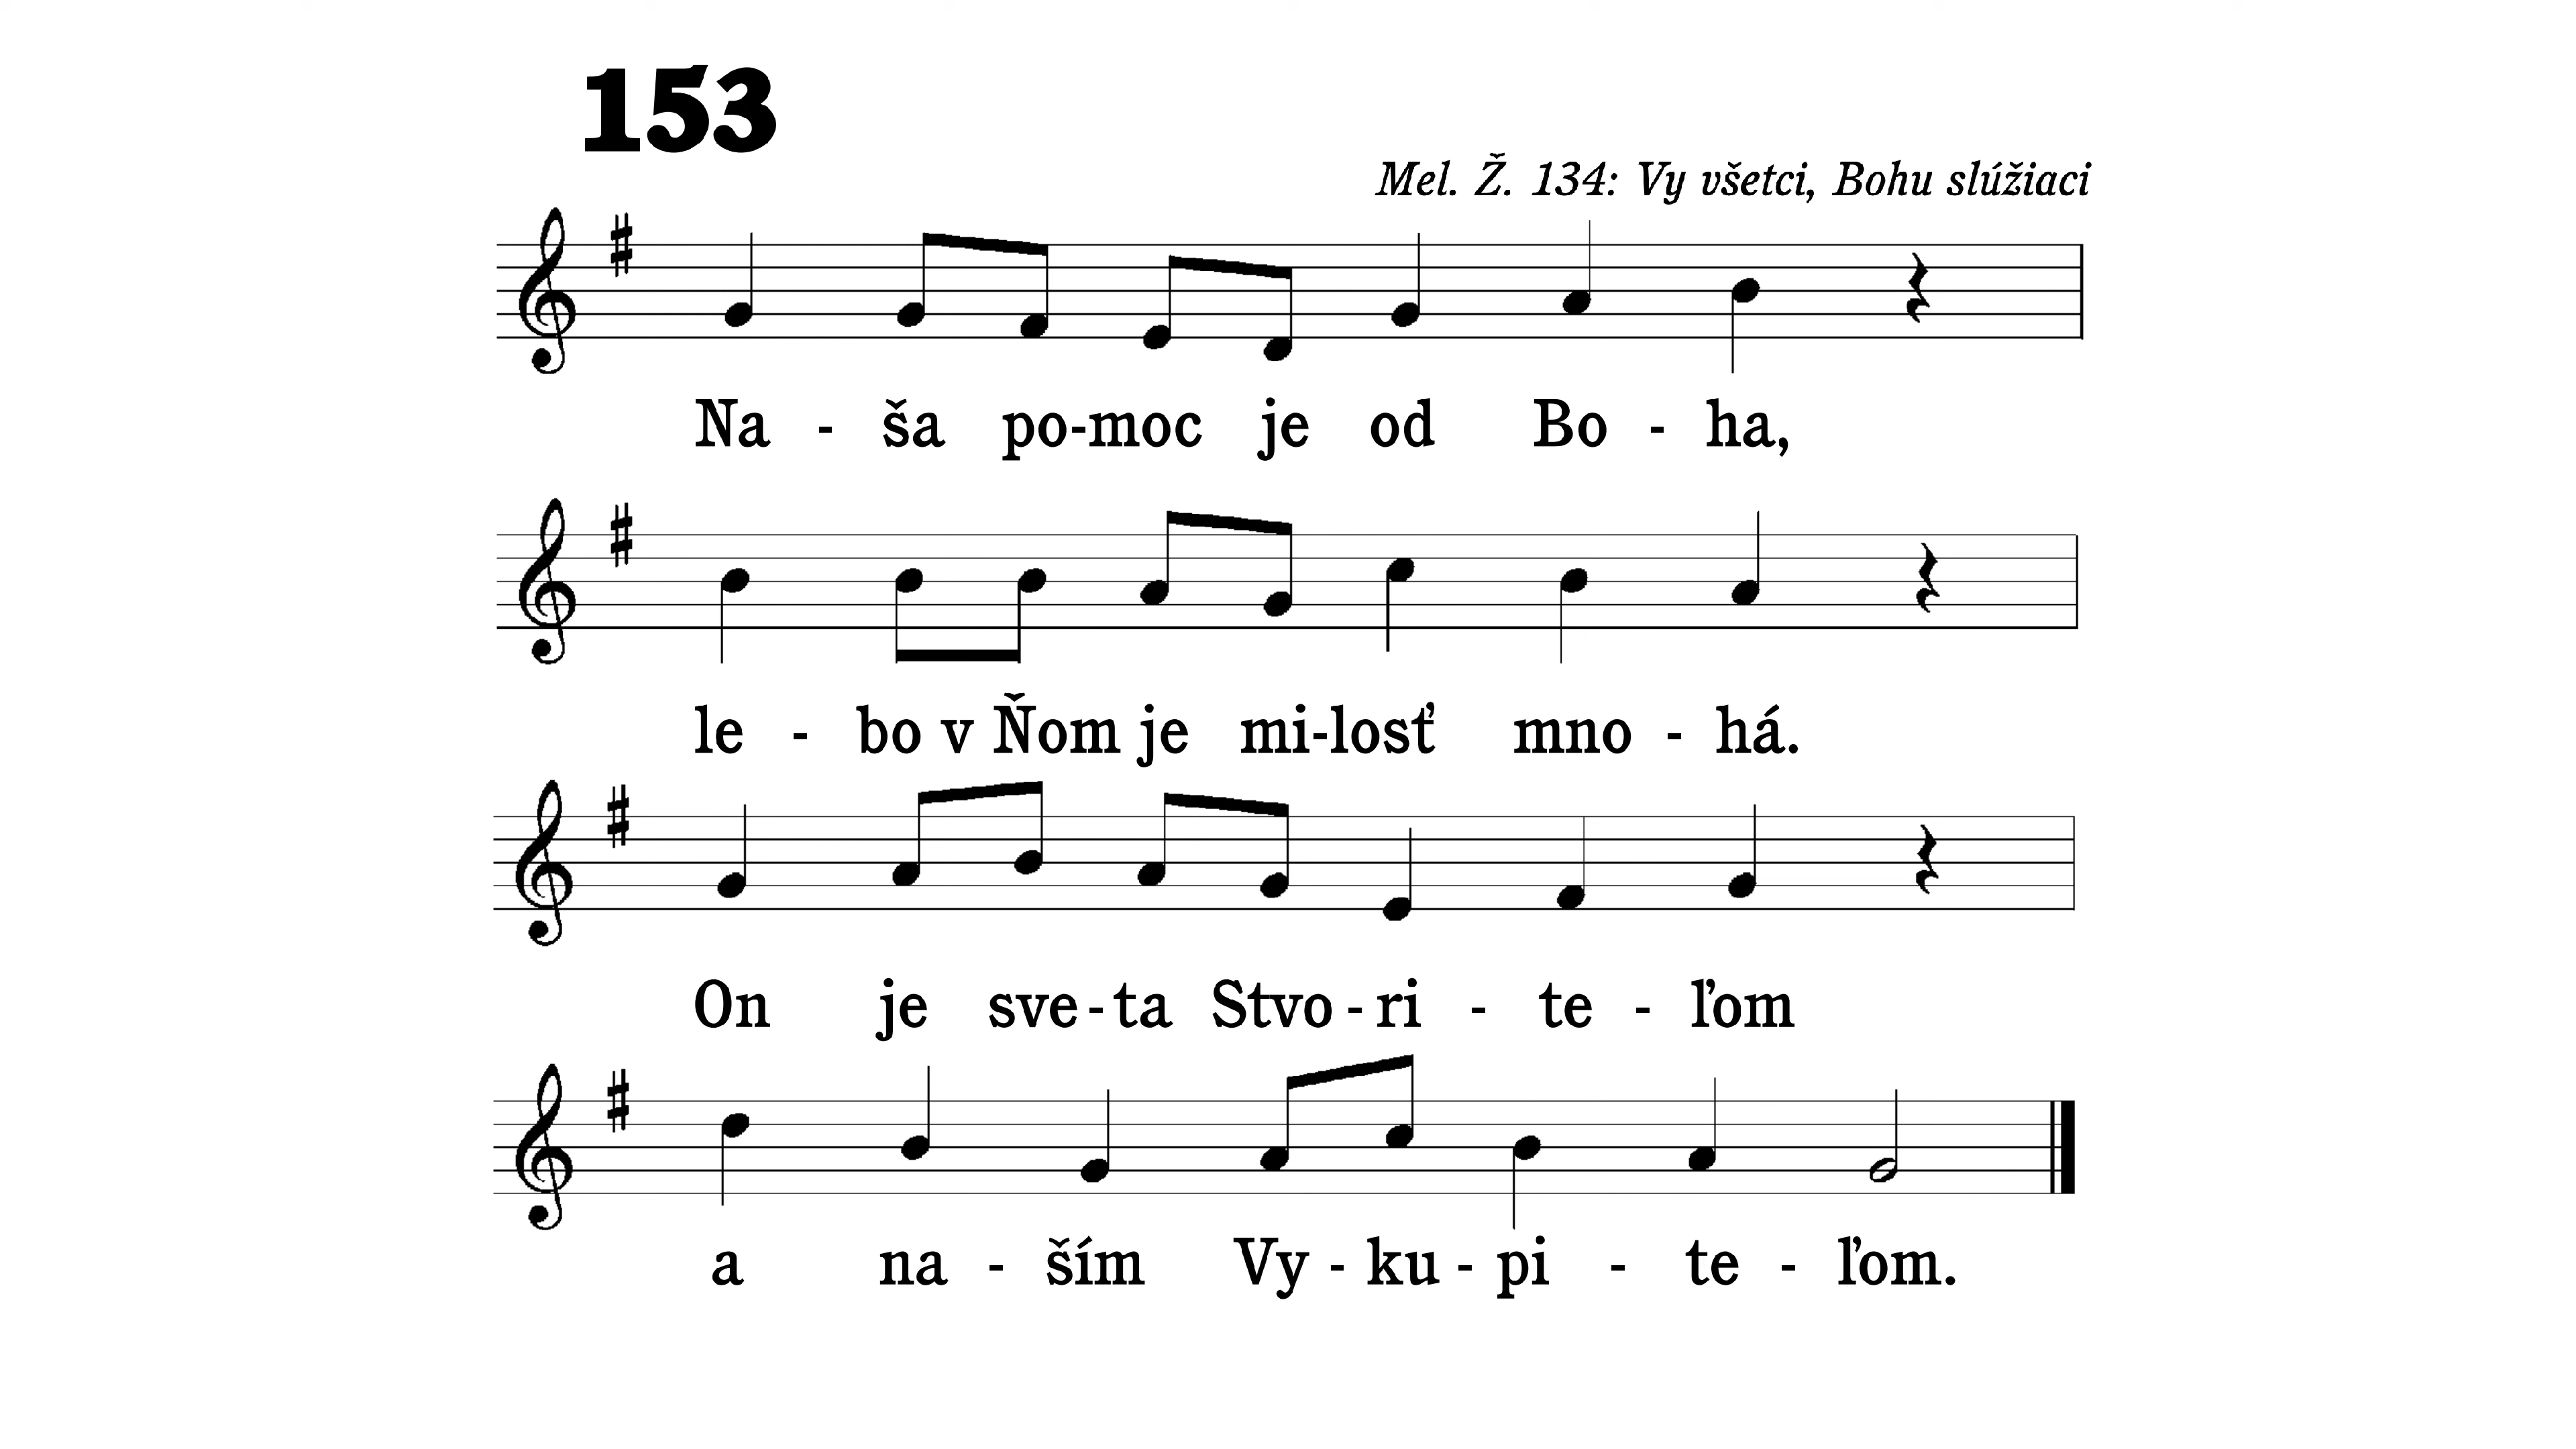 153
Mel. Ž. 134: Vy všetci, Bohu slúžiaci
Na - ša po-moc je od Bo - ha,
le - bo v Ňom je mi-losť mno - há.
On je sve-ta Stvo-ri - te - ľom
a na - ším Vy - ku - pi - te - ľom.